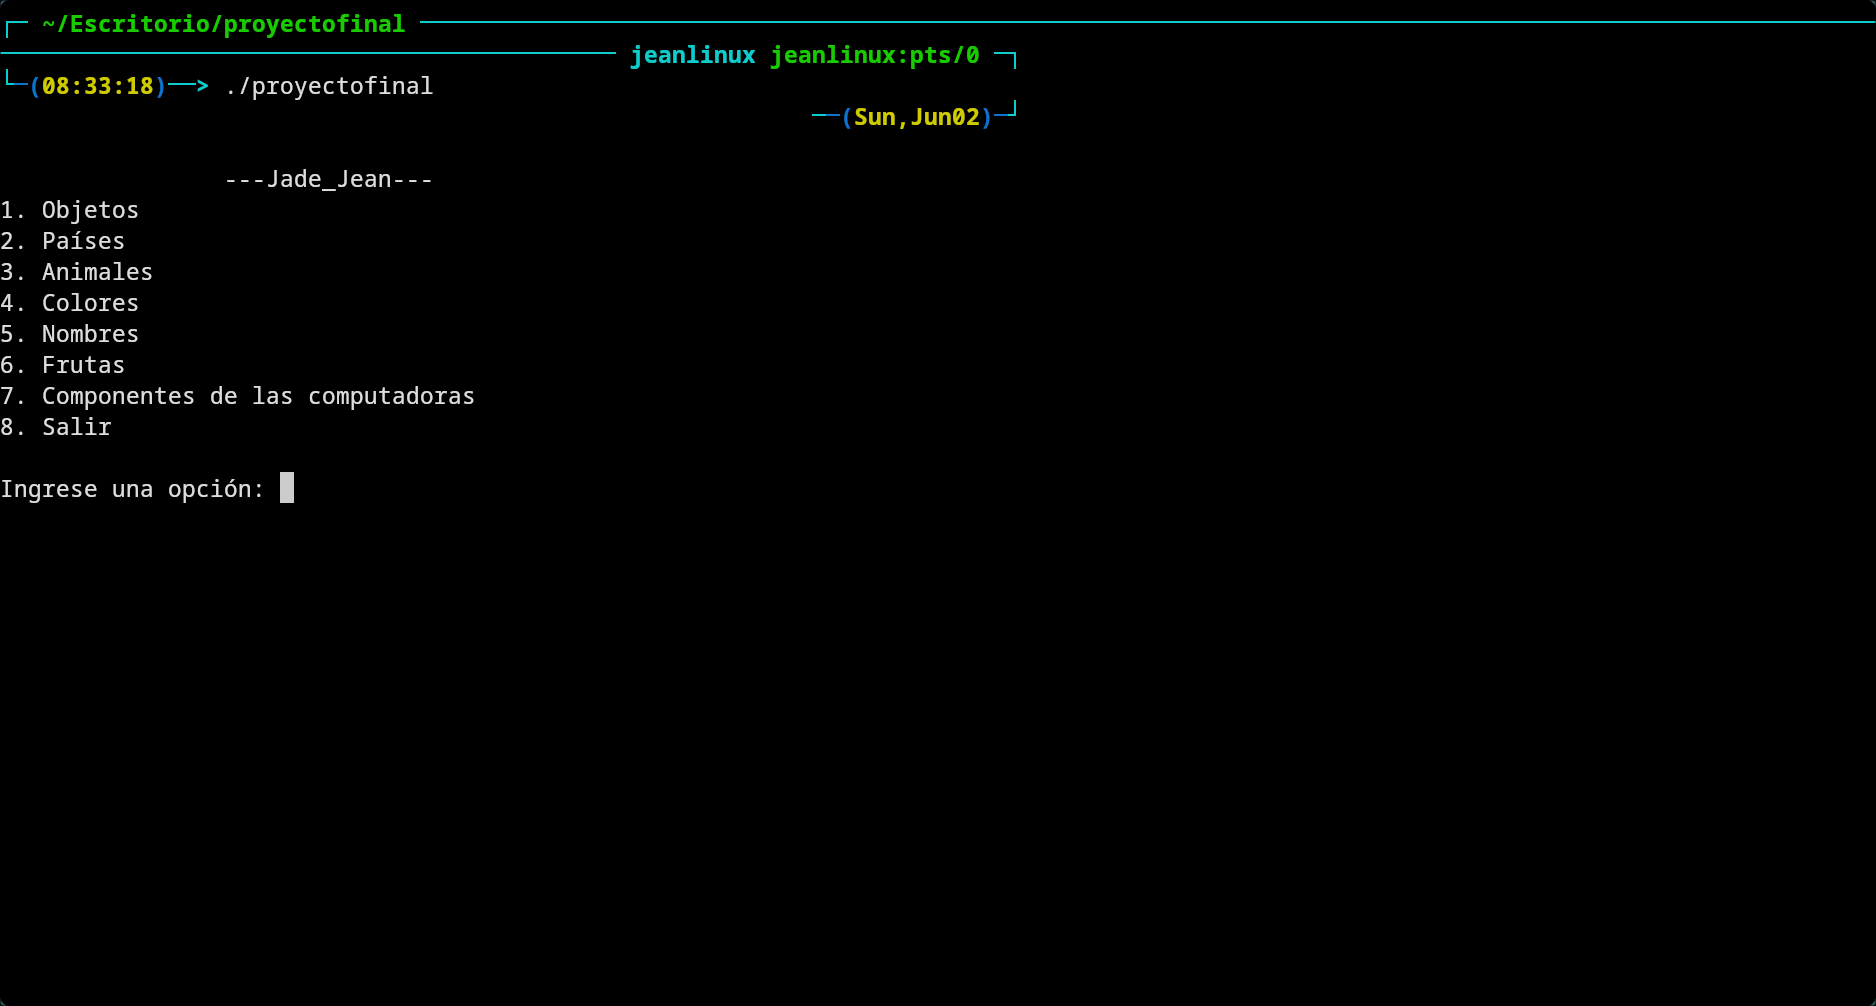 ~/Escritorio/proyectofinal
jeanlinux jeanlinux:pts/0
(08:33:18)──> ./proyectofinal
(Sun,Jun02)
---Jade_Jean---
1. Objetos
2. Países
3. Animales
4. Colores
5. Nombres
6. Frutas
7. Componentes de las computadoras
8. Salir
Ingrese una opción: